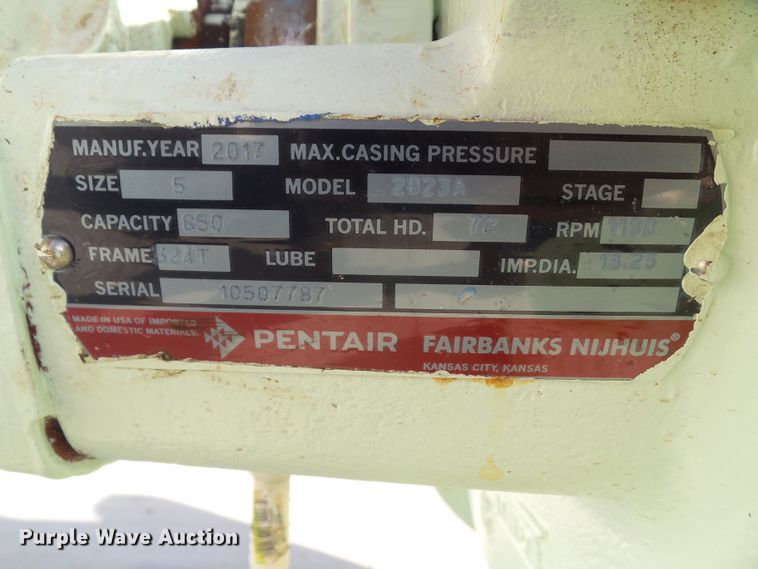 MANUF.YEAR 2017 MAX.CASING PRESSURE
SIZE 5 MODEL 2823A STAGE
CAPACITY 850 TOTAL HD. 72 RPM 1190
FRAME 324T LUBE IMP.DIA. 13.25
SERIAL 10507787
MADE IN USA OF IMPORTED
AND DOMESTIC MATERIALS.
PENTAIR FAIRBANKS NIJHUIS®
KANSAS CITY, KANSAS
Purple Wave Auction